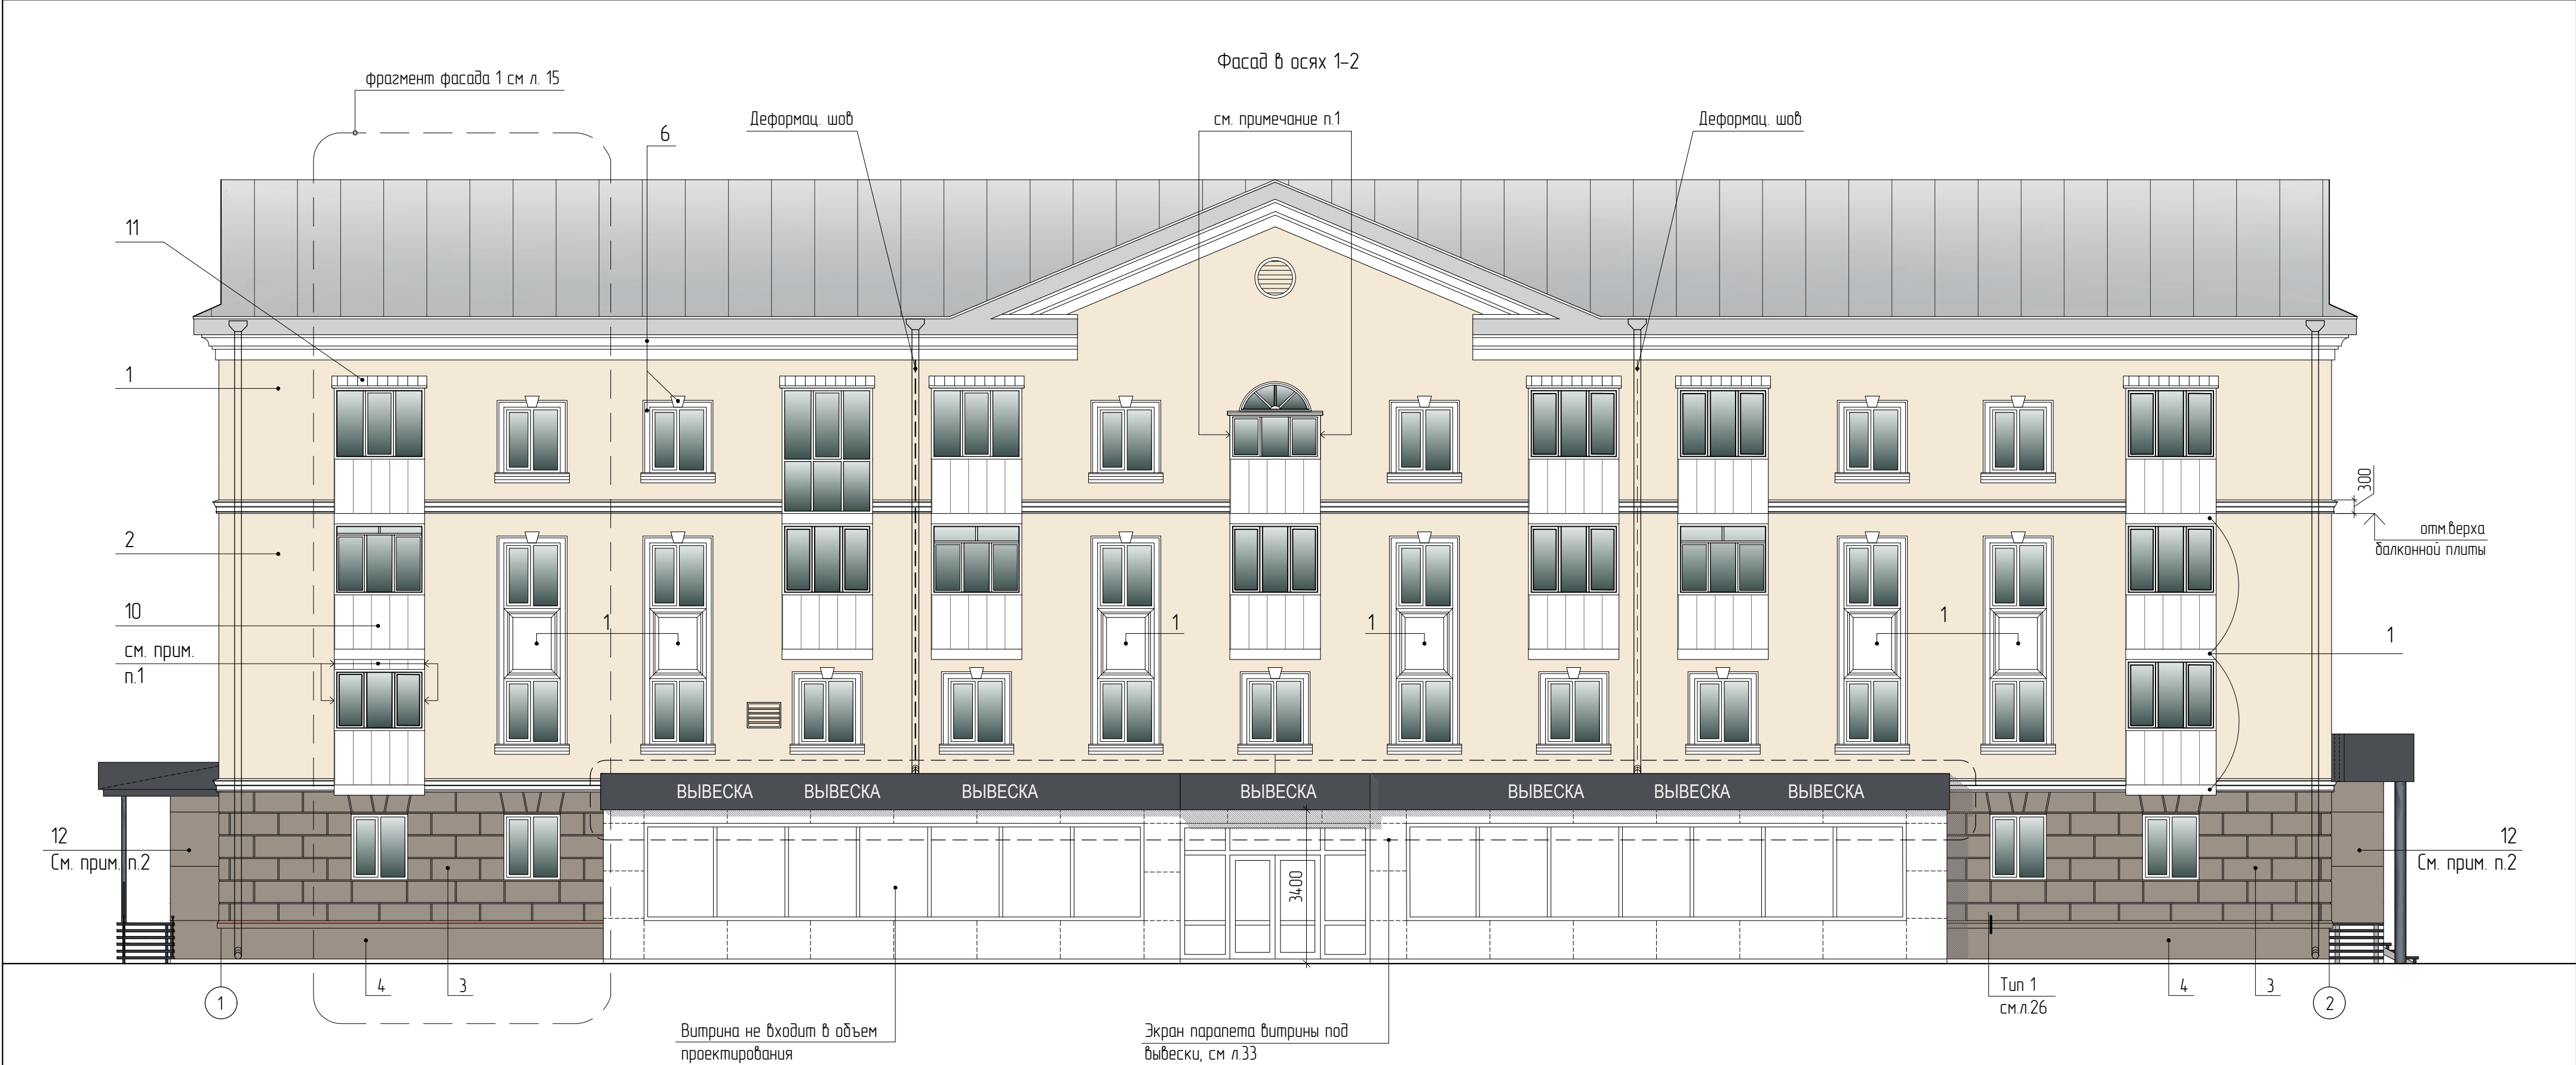 Фасад в осях 1-2
фрагмент фасада 1 см л. 15
6
Деформац. шов
см. примечание п.1
Деформац. шов
11
1
2
10
см. прим.
п.1
1
1
1
1
1
300
отм.верха
балконной плиты
ВЫВЕСКА ВЫВЕСКА ВЫВЕСКА ВЫВЕСКА ВЫВЕСКА ВЫВЕСКА ВЫВЕСКА
12
См. прим. п.2
12
См. прим. п.2
3400
4
3
Тип 1
см.л.26
4
3
1
2
Витрина не входит в объем
проектирования
Экран парапета витрины под
вывески, см л.33